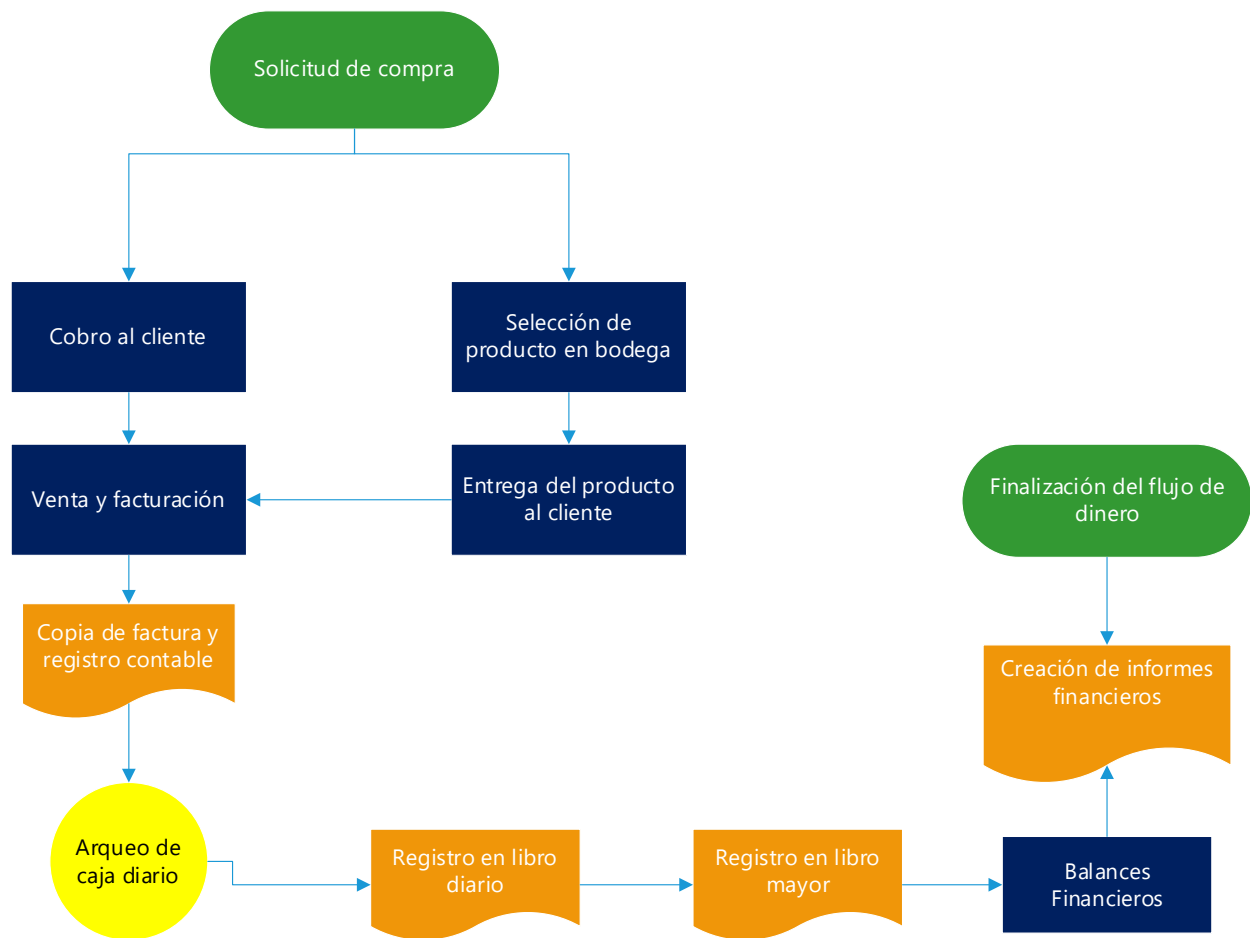 Solicitud de compra
Cobro al cliente
Selección de
producto en bodega
Venta y facturación
Entrega del producto
al cliente
Finalización del flujo de
dinero
Copia de factura y
registro contable
Creación de informes
financieros
Arqueo de
caja diario
Registro en libro
diario
Registro en libro
mayor
Balances
Financieros